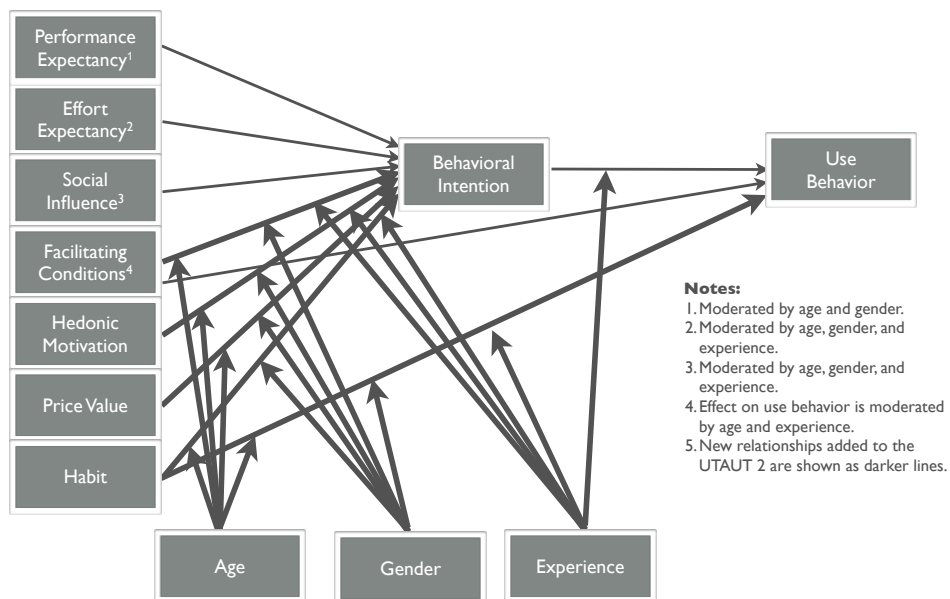 Performance
Expectancy¹
Effort
Expectancy²
Social
Influence³
Facilitating
Conditions⁴
Hedonic
Motivation
Price Value
Habit
Behavioral
Intention
Use
Behavior
Notes:
1. Moderated by age and gender.
2. Moderated by age, gender, and
experience.
3. Moderated by age, gender, and
experience.
4. Effect on use behavior is moderated
by age and experience.
5. New relationships added to the
UTAUT 2 are shown as darker lines.
Age
Gender
Experience